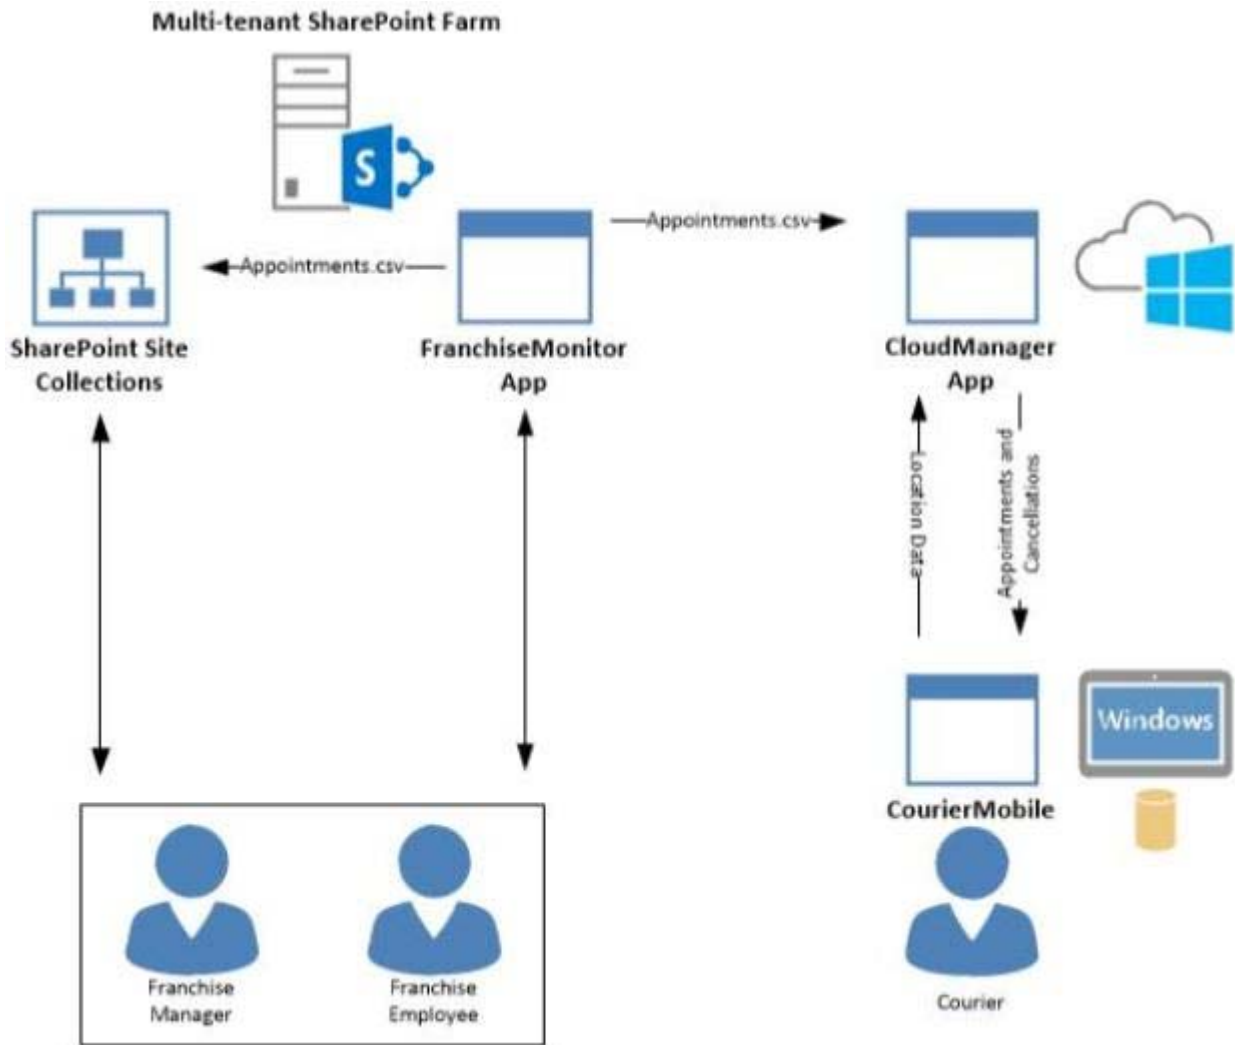 Multi-tenant SharePoint Farm
S
Appointments.csv
Appointments.csv
SharePoint Site
Collections
FranchiseMonitor
App
CloudManager
App
Location Data
Appointments and
Cancellations
Windows
CourierMobile
Franchise
Manager
Franchise
Employee
Courier